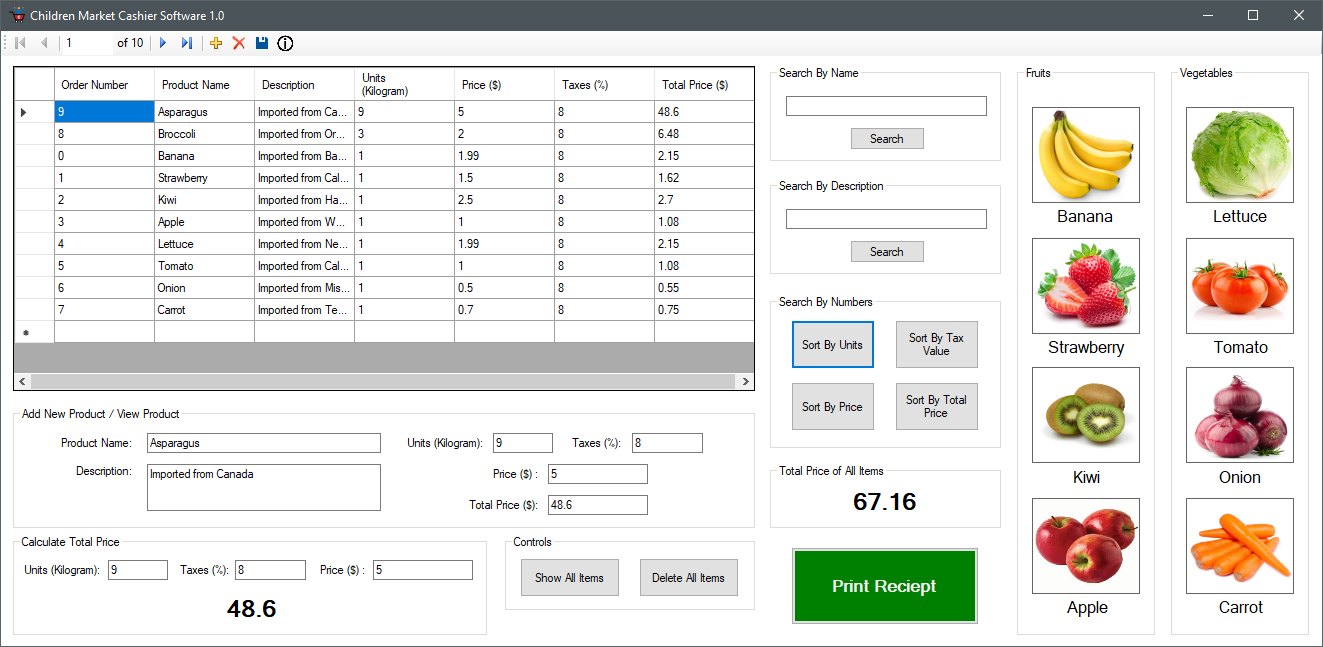 Children Market Cashier Software 1.0
1 of 10
Order Number Product Name Description Units (Kilogram) Price ($) Taxes (%) Total Price ($)
9 Asparagus Imported from Ca... 9 5 8 48.6
8 Broccoli Imported from Or... 3 2 8 6.48
0 Banana Imported from Ba... 1 1.99 8 2.15
1 Strawberry Imported from Cal... 1 1.5 8 1.62
2 Kiwi Imported from Ha... 1 2.5 8 2.7
3 Apple Imported from W... 1 1 8 1.08
4 Lettuce Imported from Ne... 1 1.99 8 2.15
5 Tomato Imported from Cal... 1 1 8 1.08
6 Onion Imported from Mis... 1 0.5 8 0.55
7 Carrot Imported from Te... 1 0.7 8 0.75
Add New Product / View Product
Product Name: Asparagus Units (Kilogram): 9 Taxes (%): 8
Description: Imported from Canada Price ($) : 5
Total Price ($): 48.6
Calculate Total Price
Units (Kilogram): 9 Taxes (%): 8 Price ($) : 5
48.6
Controls
Show All Items Delete All Items
Search By Name
Search
Search By Description
Search
Search By Numbers
Sort By Units
Sort By Tax
Value
Sort By Price
Sort By Total
Price
Total Price of All Items
67.16
Print Reciept
Fruits
Banana
Strawberry
Kiwi
Apple
Vegetables
Lettuce
Tomato
Onion
Carrot